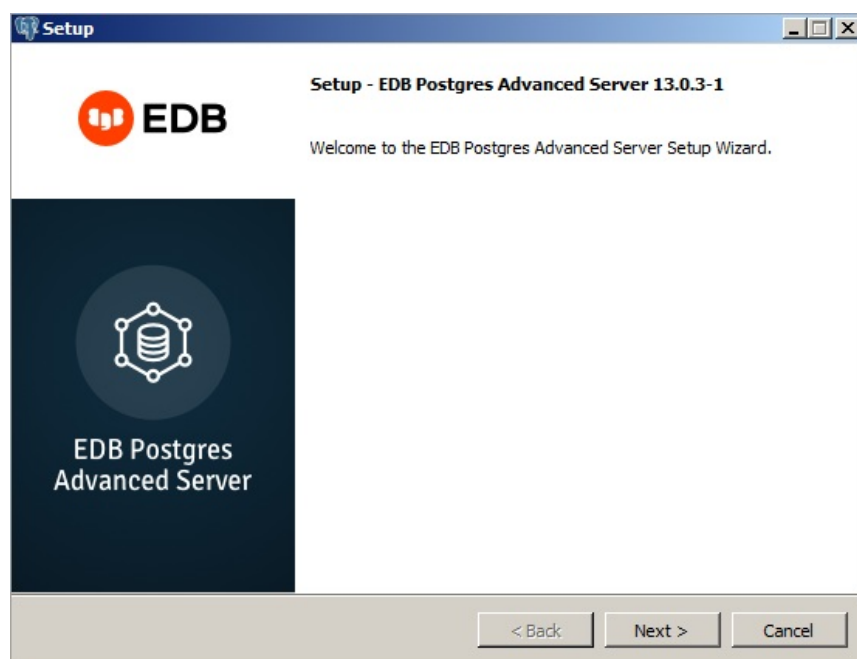 Setup
EDB
Setup - EDB Postgres Advanced Server 13.0.3-1
Welcome to the EDB Postgres Advanced Server Setup Wizard.
EDB Postgres
Advanced Server
< Back
Next >
Cancel